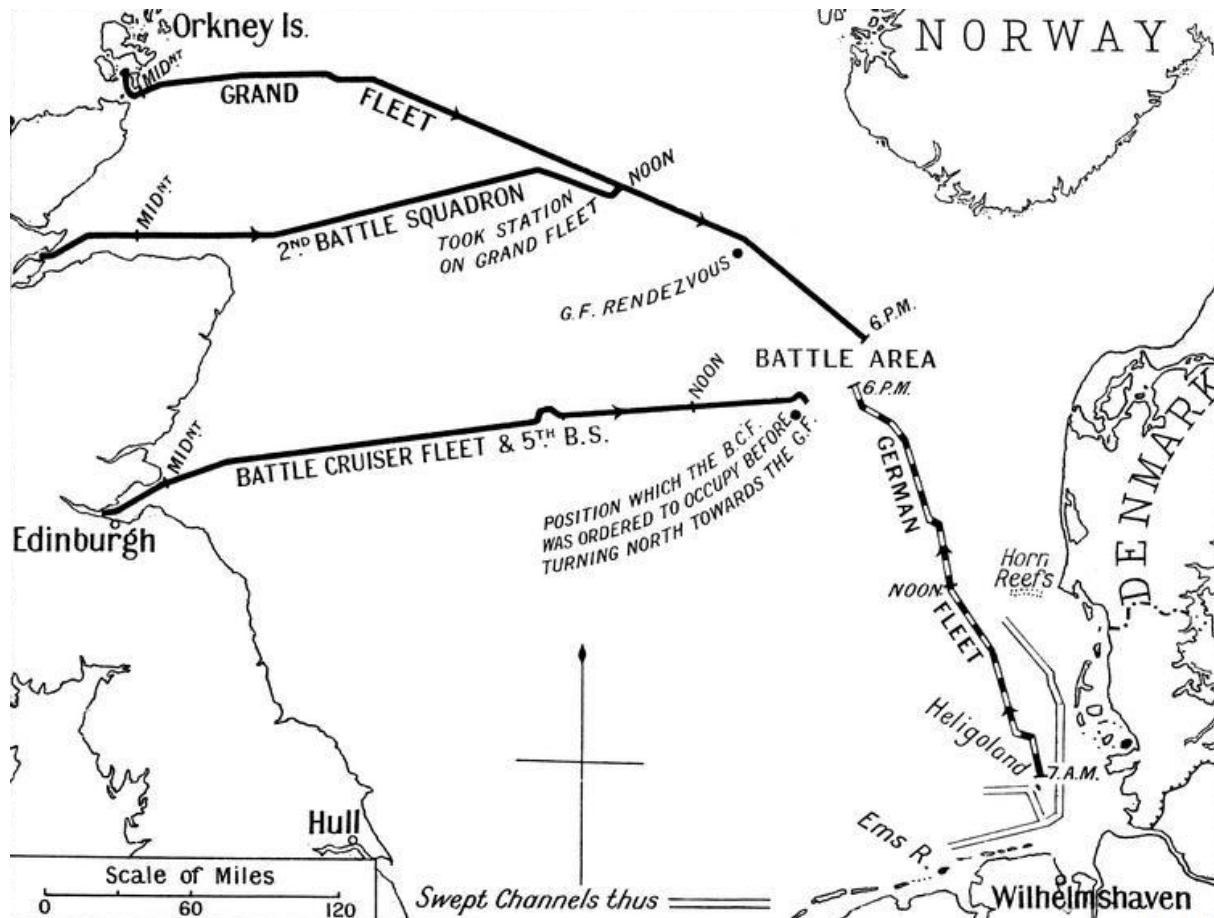 Orkney Is.
NORWAY
MIDNT
GRAND FLEET
MIDNT
2ND BATTLE SQUADRON
TOOK STATION
ON GRAND FLEET
NOON
G.F. RENDEZVOUS
6.P.M.
BATTLE AREA
6.P.M.
NOON
MIDNT
BATTLE CRUISER FLEET & 5TH B.S.
POSITION WHICH THE B.C.F.
WAS ORDERED TO OCCUPY BEFORE
TURNING NORTH TOWARDS THE G.F.
GERMAN FLEET
DENMARK
Edinburgh
Horn
Reefs
NOON
Heligoland
7.A.M.
Ems R.
Hull
Scale of Miles
0 60 120
Swept Channels thus
Wilhelmshaven